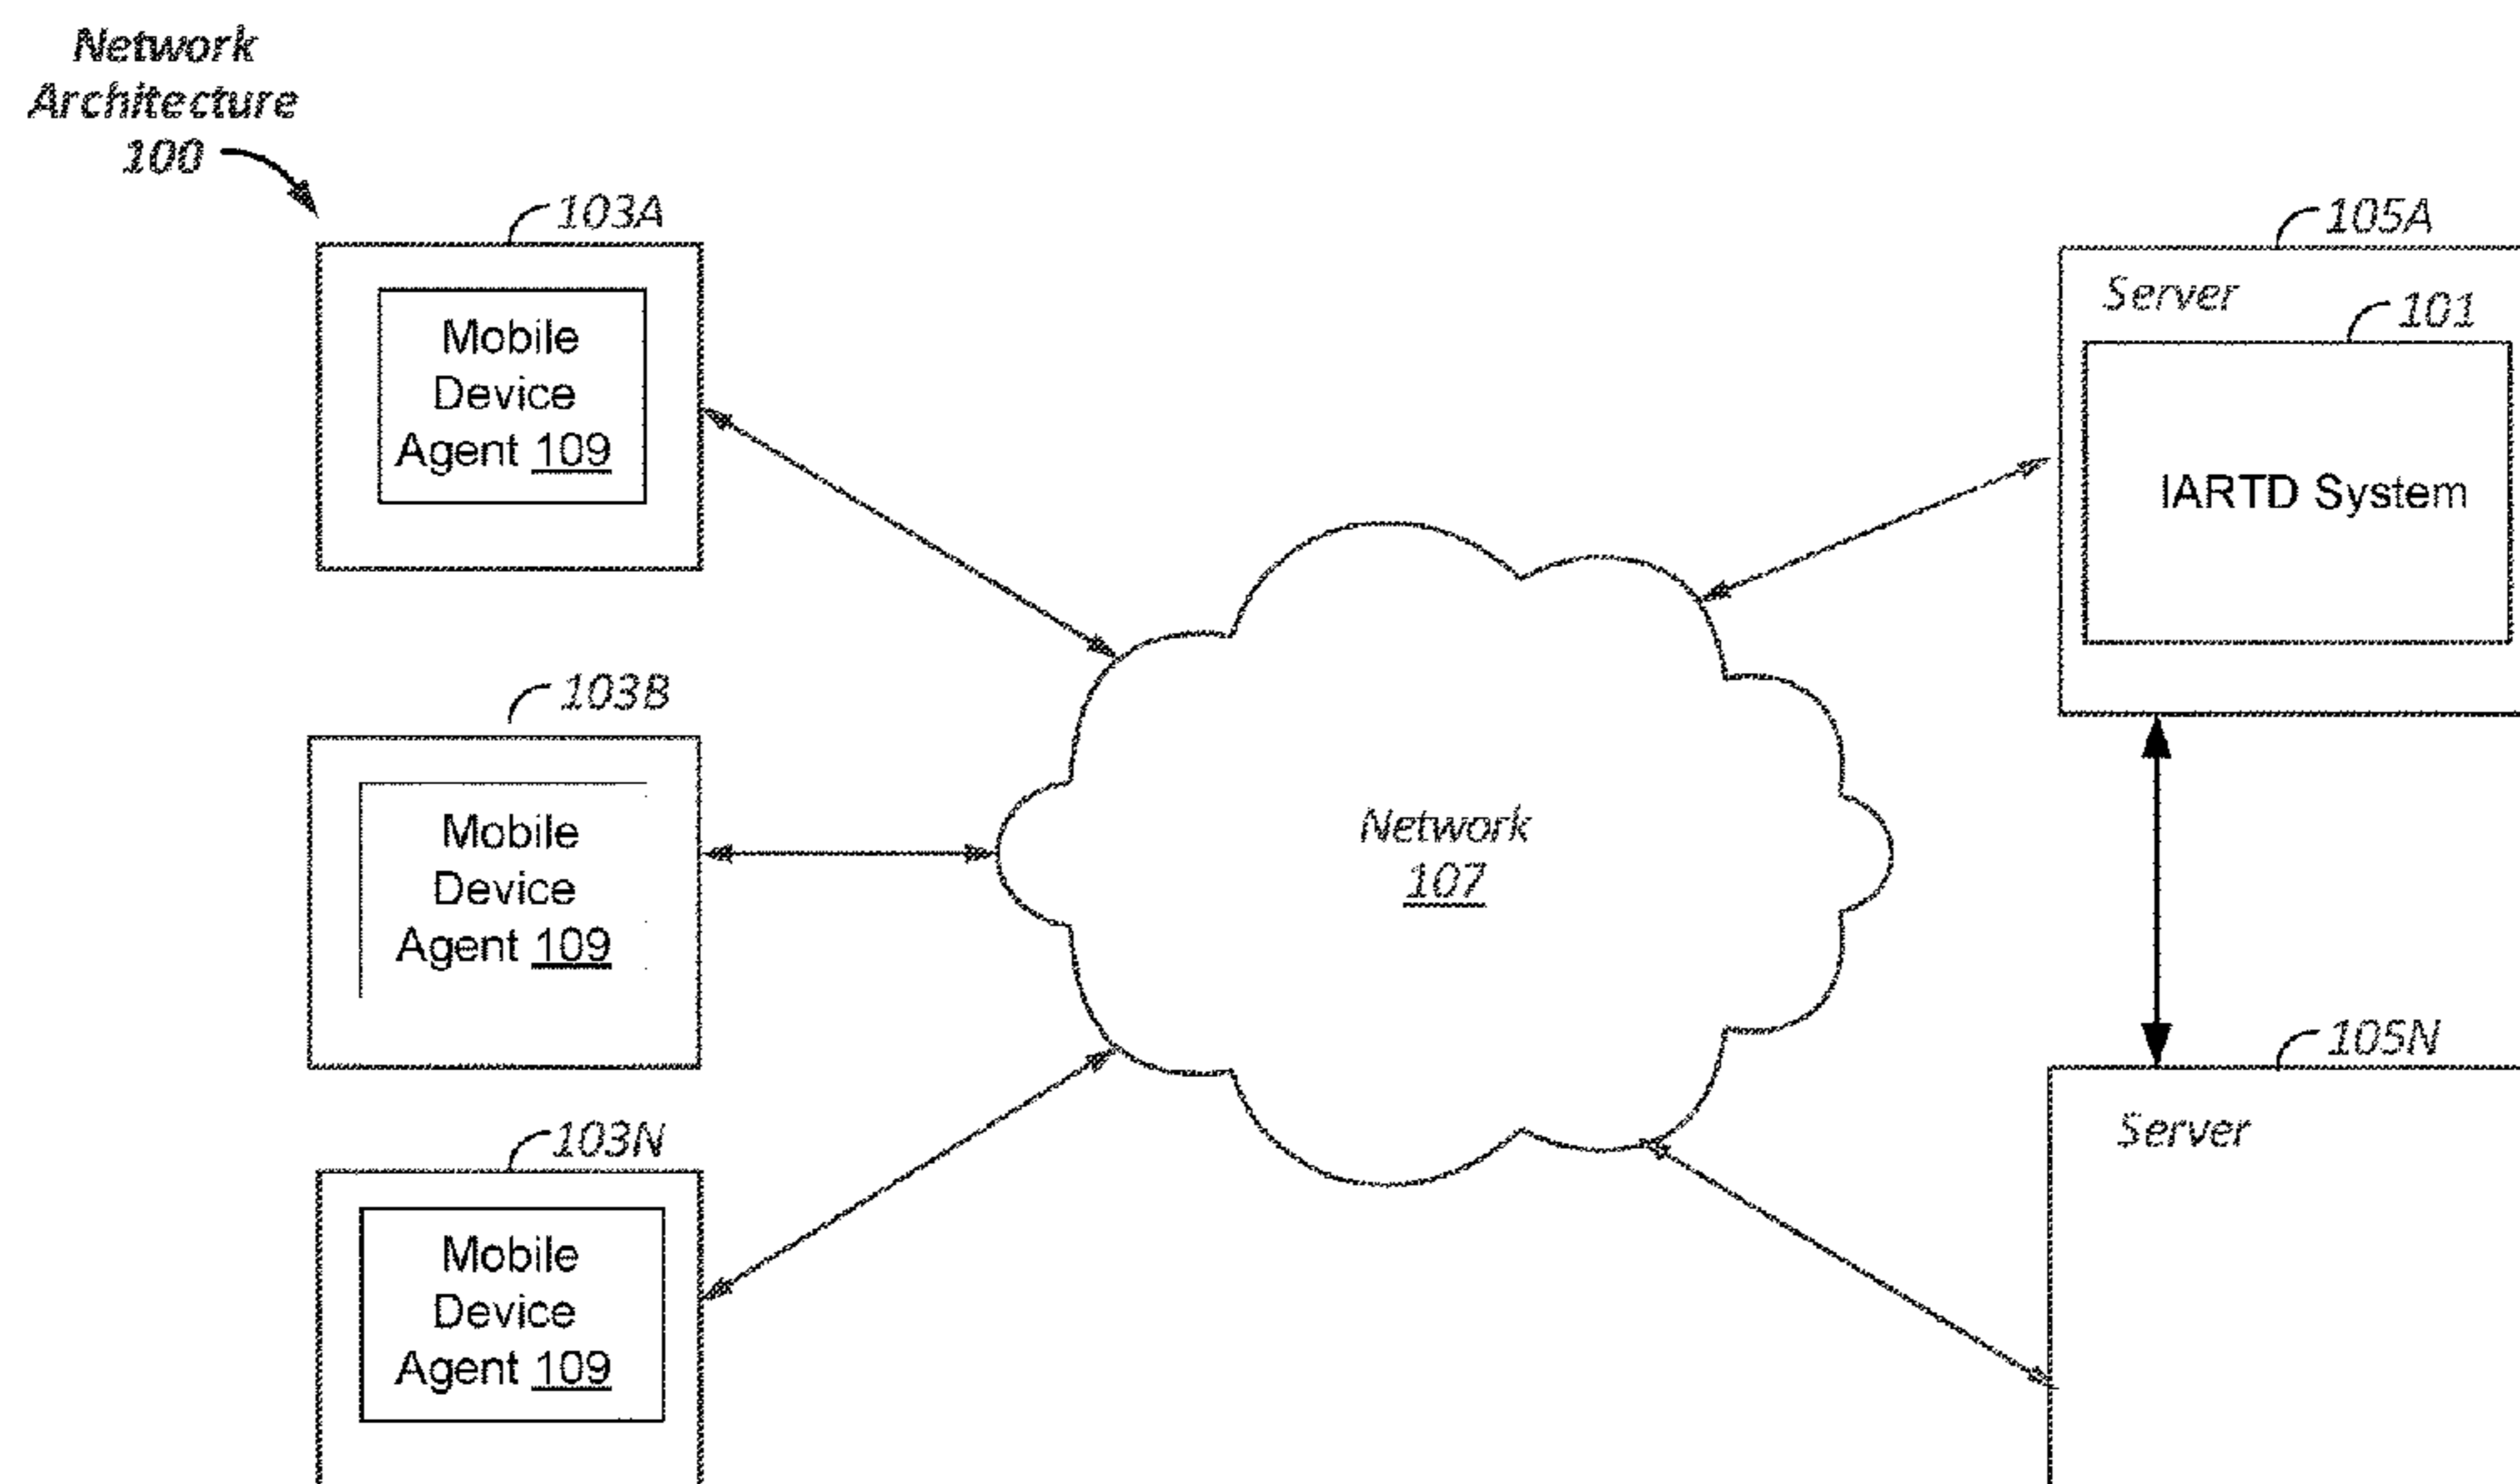 Network
Architecture
100
103A
Mobile
Device
Agent 109
105A
Server
101
IARTD System
103B
Mobile
Device
Agent 109
Network
107
103N
Mobile
Device
Agent 109
105N
Server